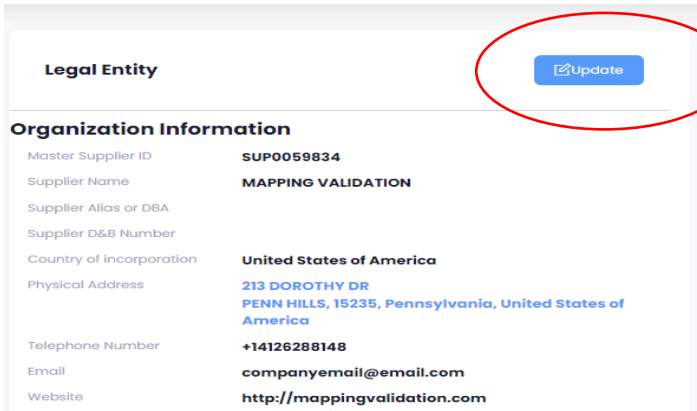 Legal Entity
Update
Organization Information
Master Supplier ID SUP0059834
Supplier Name MAPPING VALIDATION
Supplier Alias or DBA
Supplier D&B Number
Country of incorporation United States of America
Physical Address 213 DOROTHY DR
PENN HILLS, 15235, Pennsylvania, United States of
America
Telephone Number +14126288148
Email companyemail@email.com
Website http://mappingvalidation.com